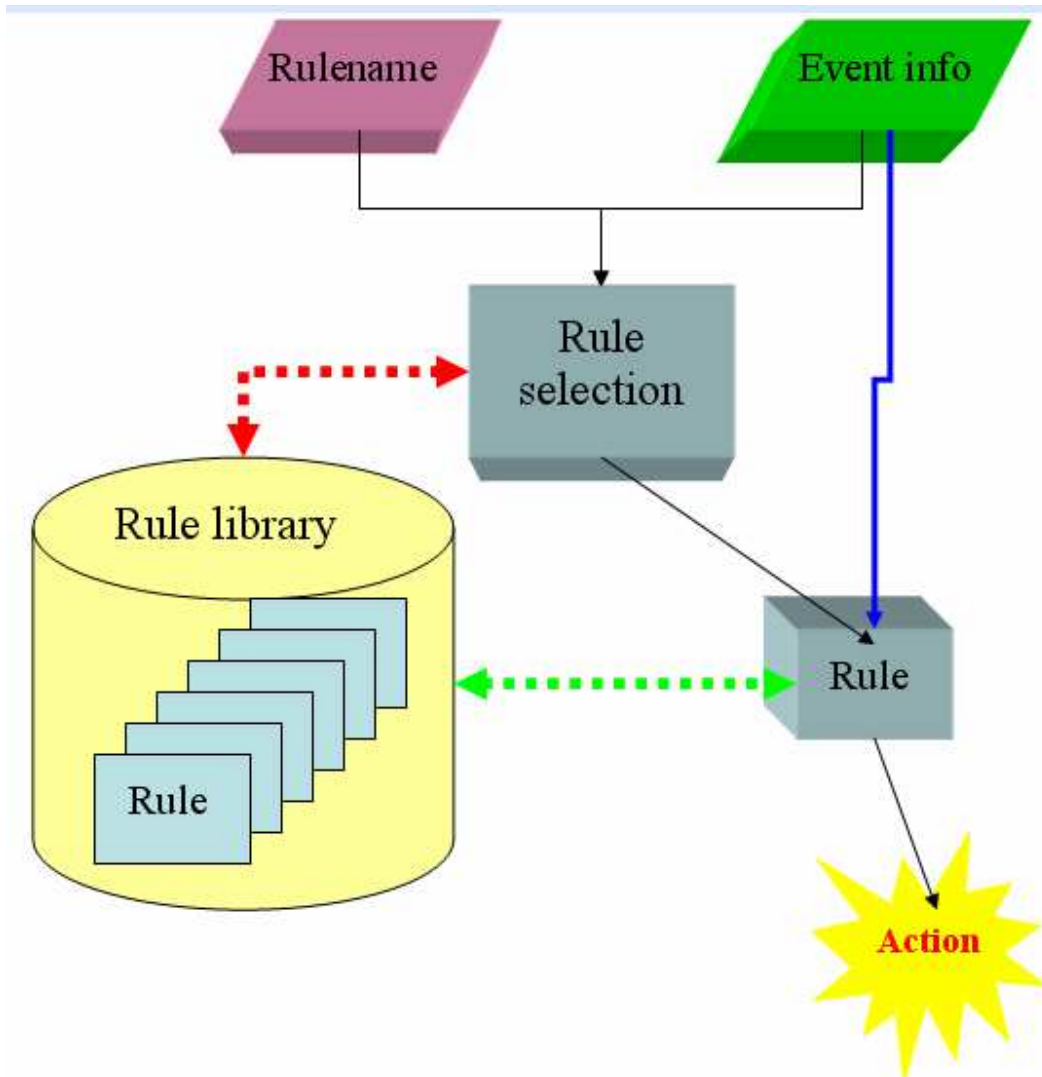 Rulename
Event info
Rule
selection
Rule library
Rule
Rule
Action